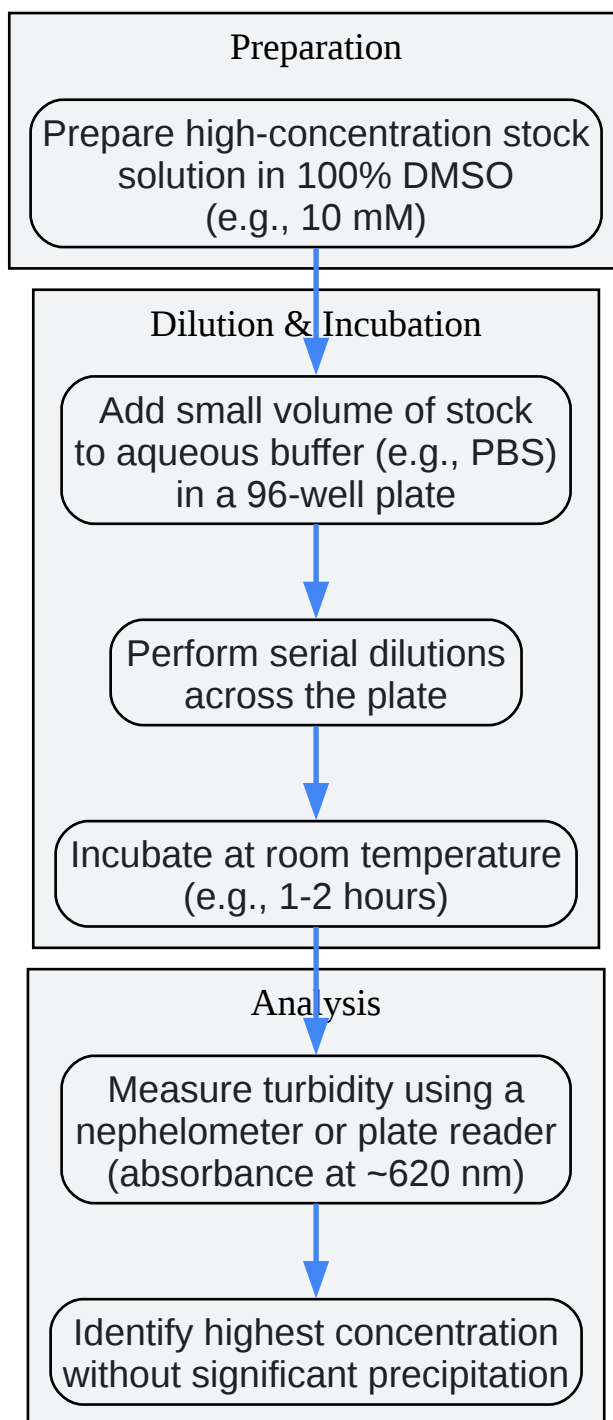 Preparation
Prepare high-concentration stock
solution in 100% DMSO
(e.g., 10 mM)
Dilution & Incubation
Add small volume of stock
to aqueous buffer (e.g., PBS)
in a 96-well plate
Perform serial dilutions
across the plate
Incubate at room temperature
(e.g., 1-2 hours)
Analysis
Measure turbidity using a
nephelometer or plate reader
(absorbance at ~620 nm)
Identify highest concentration
without significant precipitation